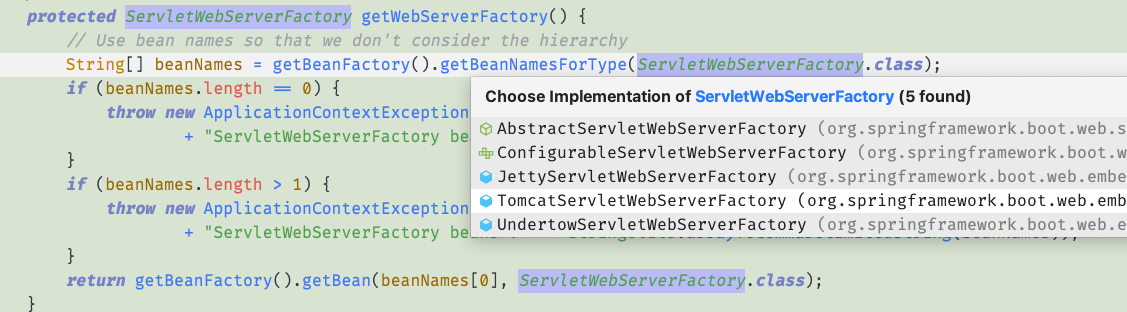 protected ServletWebServerFactory getWebServerFactory() {
// Use bean names so that we don't consider the hierarchy
String[] beanNames = getBeanFactory().getBeanNamesForType(ServletWebServerFactory.class);
if (beanNames.length == 0) {
throw new ApplicationContextException
+ "ServletWebServerFactory be
}
if (beanNames.length > 1) {
throw new ApplicationContextException
+ "ServletWebServerFactory be
}
return getBeanFactory().getBean(beanNames[0], ServletWebServerFactory.class);
}
Choose Implementation of ServletWebServerFactory (5 found)
AbstractServletWebServerFactory (org.springframework.boot.web.s
ConfigurableServletWebServerFactory (org.springframework.boot.w
JettyServletWebServerFactory (org.springframework.boot.web.embe
TomcatServletWebServerFactory (org.springframework.boot.web.emb
UndertowServletWebServerFactory (org.springframework.boot.web.e